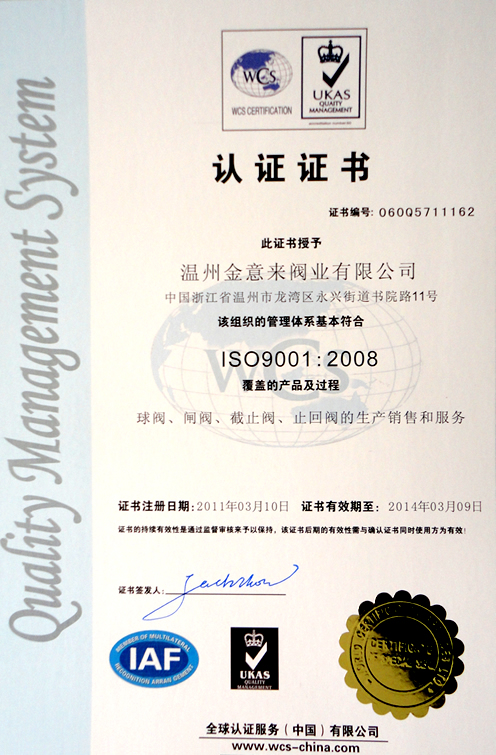 Quality Management System
WCS
WCS CERTIFICATION
UKAS
QUAITY
MANAGEMENT
认证证书
证书编号: 060Q5711162
此证书授予
温州金意来阀业有限公司
中国浙江省温州市龙湾区永兴街道书院路11号
该组织的管理体系基本符合
WCS
ISO9001:2008
覆盖的产品及过程
球阀、闸阀、截止阀、止回阀的生产销售和服务
证书注册日期:2011年03月10日 证书有效期至: 2014年03月09日
证书的持续有效性是通过监督审核来予以保持，该证书后期的有效性需与确认证书同时使用方为有效!
证书签发人:
MEMBER OF MULTILATERAL
IAF
RECOGNITION ARRAN GEMENT
UKAS
QUALITY
MANAGEMENT
CERTIFICATE
全球认证服务（中国）有限公司
www.wcs-china.com